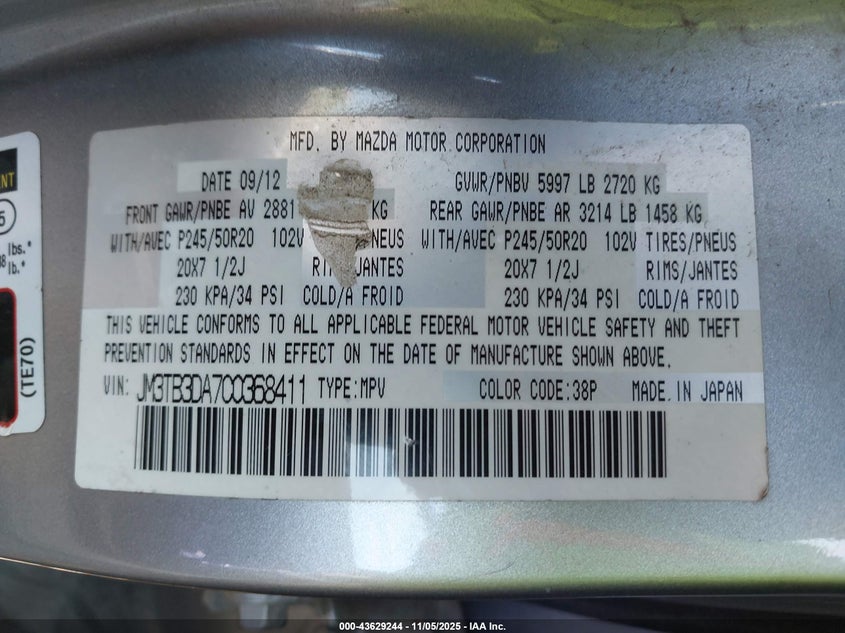 MFD. BY MAZDA MOTOR CORPORATION
DATE 09/12 GVWR/PNBV 5997 LB 2720 KG
FRONT GAWR/PNBE AV 2881 KG REAR GAWR/PNBE AR 3214 LB 1458 KG
WITH/AVEC P245/50R20 102V /PNEUS WITH/AVEC P245/50R20 102V TIRES/PNEUS
20X7 1/2J RIMS/JANTES 20X7 1/2J RIMS/JANTES
230 KPA/34 PSI COLD/A FROID 230 KPA/34 PSI COLD/A FROID
THIS VEHICLE CONFORMS TO ALL APPLICABLE FEDERAL MOTOR VEHICLE SAFETY AND THEFT
PREVENTION STANDARDS IN EFFECT ON THE DATE OF MANUFACTURE SHOWN ABOVE.
VIN: JM3TB3DA7C0368411 TYPE:MPV COLOR CODE:38P MADE IN JAPAN
NT
5
lbs.*
lb.*
(TE70)
000-43629244 - 11/05/2025 - IAA Inc.